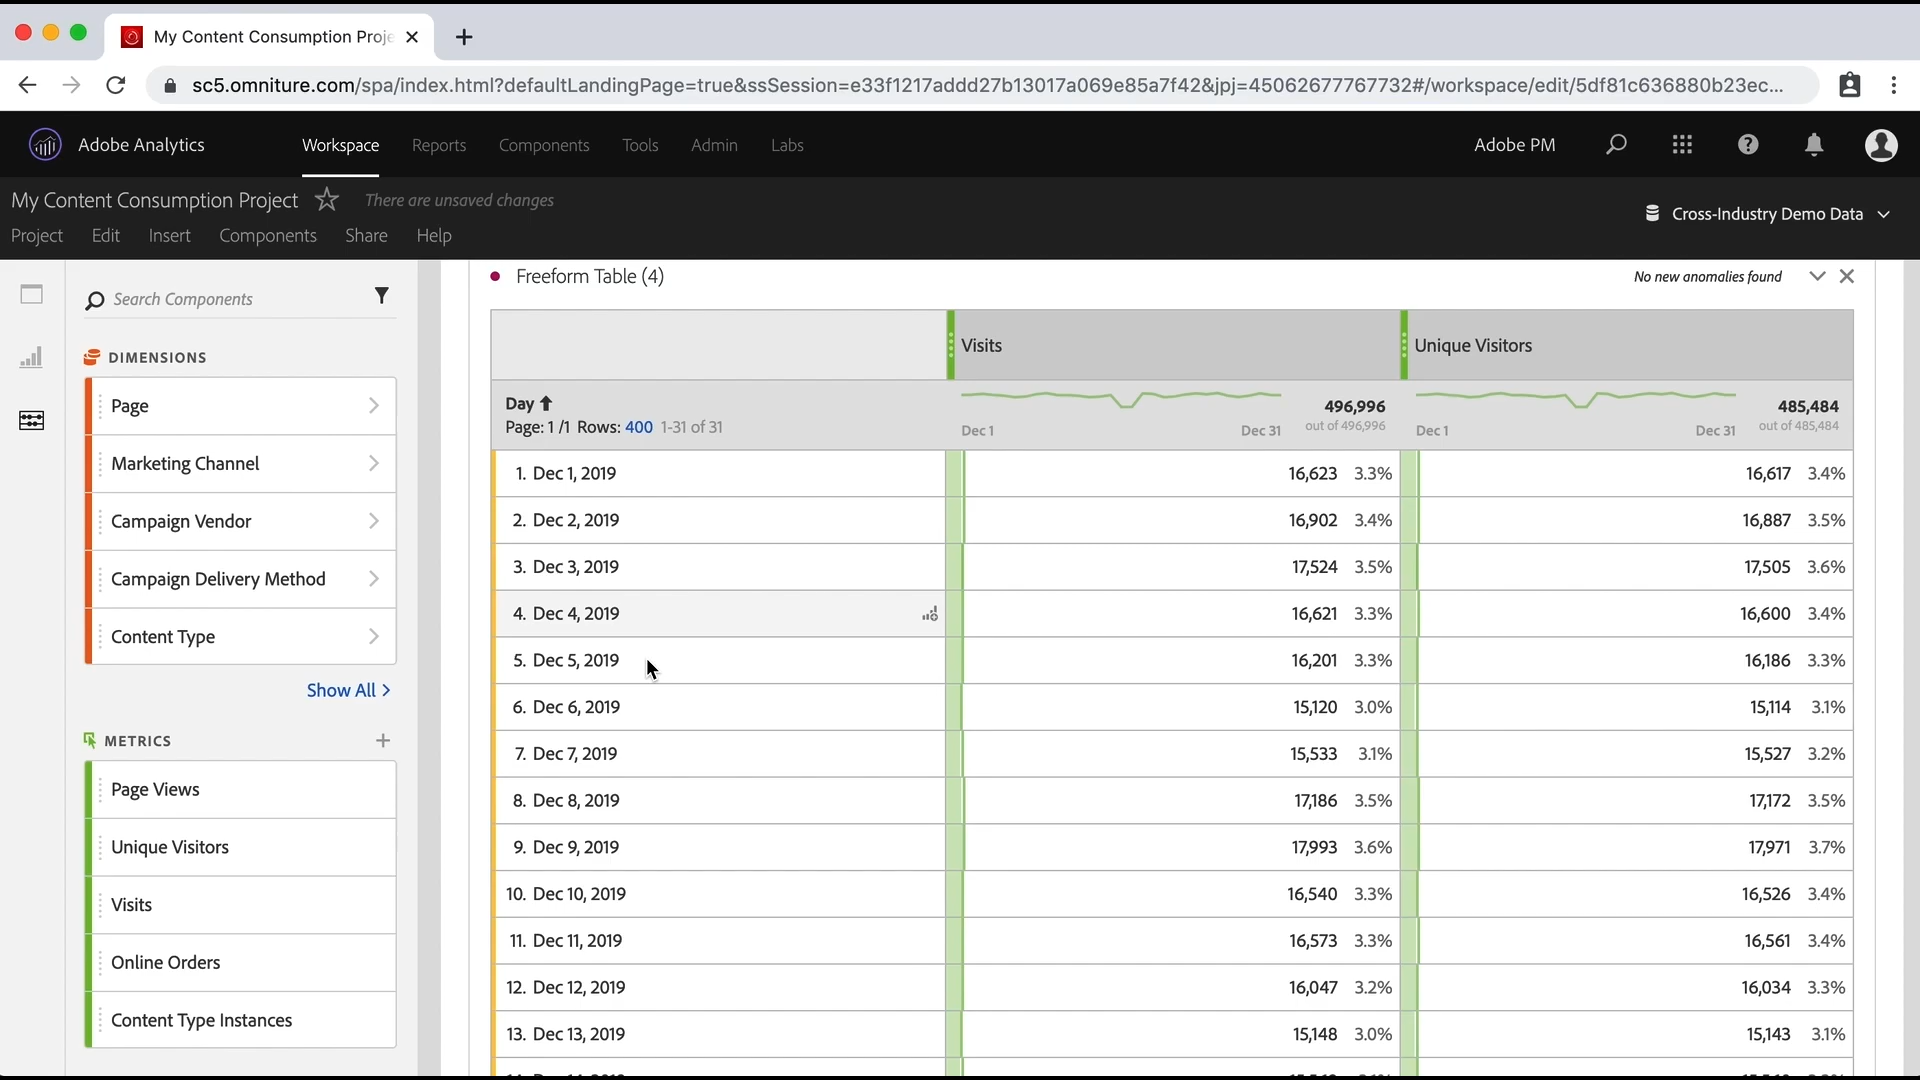 My Content Consumption Proje
sc5.omniture.com/spa/index.html?defaultLandingPage=true&ssSession=e33f1217addd27b13017a069e85a7f42&jpj=45062677767732#/workspace/edit/5df81c636880b23ec...
Adobe Analytics Workspace Reports Components Tools Admin Labs Adobe PM
My Content Consumption Project There are unsaved changes
Cross-Industry Demo Data
Project Edit Insert Components Share Help
Search Components
DIMENSIONS
Page
Marketing Channel
Campaign Vendor
Campaign Delivery Method
Content Type
Show All >
METRICS +
Page Views
Unique Visitors
Visits
Online Orders
Content Type Instances
Freeform Table (4) No new anomalies found
Visits Unique Visitors
Day 496,996 485,484
Page: 1 /1 Rows: 400 1-31 of 31 Dec 1 Dec 31 out of 496,996 Dec 1 Dec 31 out of 485,484
1. Dec 1, 2019 16,623 3.3% 16,617 3.4%
2. Dec 2, 2019 16,902 3.4% 16,887 3.5%
3. Dec 3, 2019 17,524 3.5% 17,505 3.6%
4. Dec 4, 2019 16,621 3.3% 16,600 3.4%
5. Dec 5, 2019 16,201 3.3% 16,186 3.3%
6. Dec 6, 2019 15,120 3.0% 15,114 3.1%
7. Dec 7, 2019 15,533 3.1% 15,527 3.2%
8. Dec 8, 2019 17,186 3.5% 17,172 3.5%
9. Dec 9, 2019 17,993 3.6% 17,971 3.7%
10. Dec 10, 2019 16,540 3.3% 16,526 3.4%
11. Dec 11, 2019 16,573 3.3% 16,561 3.4%
12. Dec 12, 2019 16,047 3.2% 16,034 3.3%
13. Dec 13, 2019 15,148 3.0% 15,143 3.1%